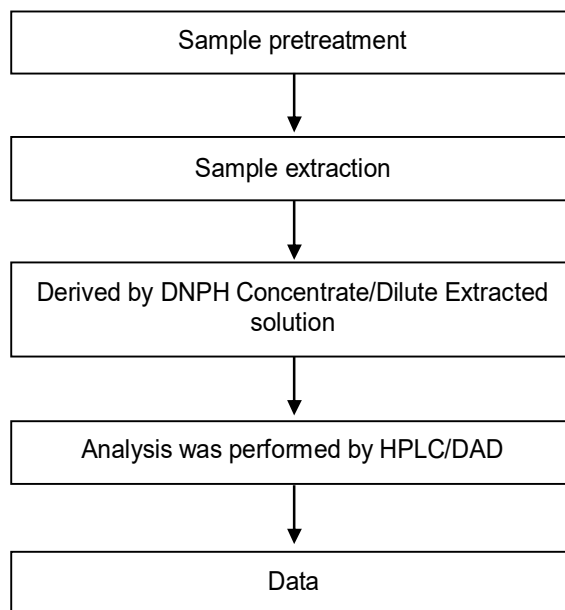 Sample pretreatment
Sample extraction
Derived by DNPH Concentrate/Dilute Extracted
solution
Analysis was performed by HPLC/DAD
Data